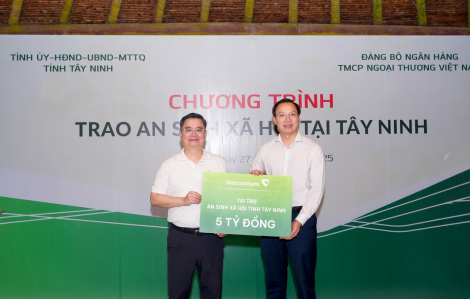 TỈNH ỦY-HĐND-UBND-MTTQ
TỈNH TÂY NINH
ĐẢNG BỘ NGÂN HÀNG
TMCP NGOẠI THƯƠNG VIỆT NA
CHƯƠNG TRÌNH
TRAO AN SINH XÃ HỘI TẠI TÂY NINH
Vietcombank
TÀI TRỢ
AN SINH XÃ HỘI TỈNH TÂY NINH
5 TỶ ĐỒNG